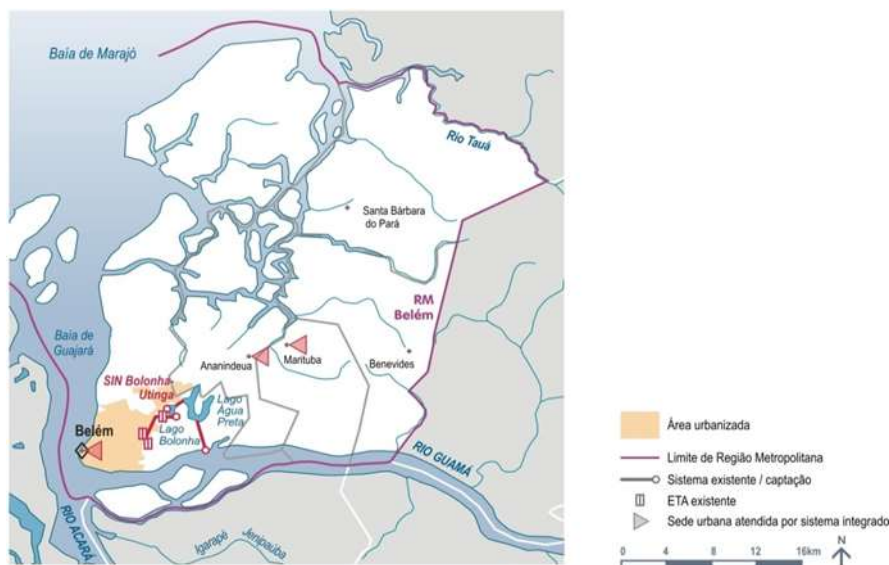 Baía de Marajó
Rio Tauá
Santa Bárbara
do Pará
RM
Belém
Baía de
Guajará
Ananindeua
Marituba
Benevides
SIN Bolonha-
Utinga
Lago
Água
Preta
Lago
Bolonha
Belém
RIO GUAMÁ
RIO ACARÁ
Igarapé Jenipaúba
Área urbanizada
Limite de Região Metropolitana
Sistema existente / captação
ETA existente
Sede urbana atendida por sistema integrado
0 4 8 12 16km
N